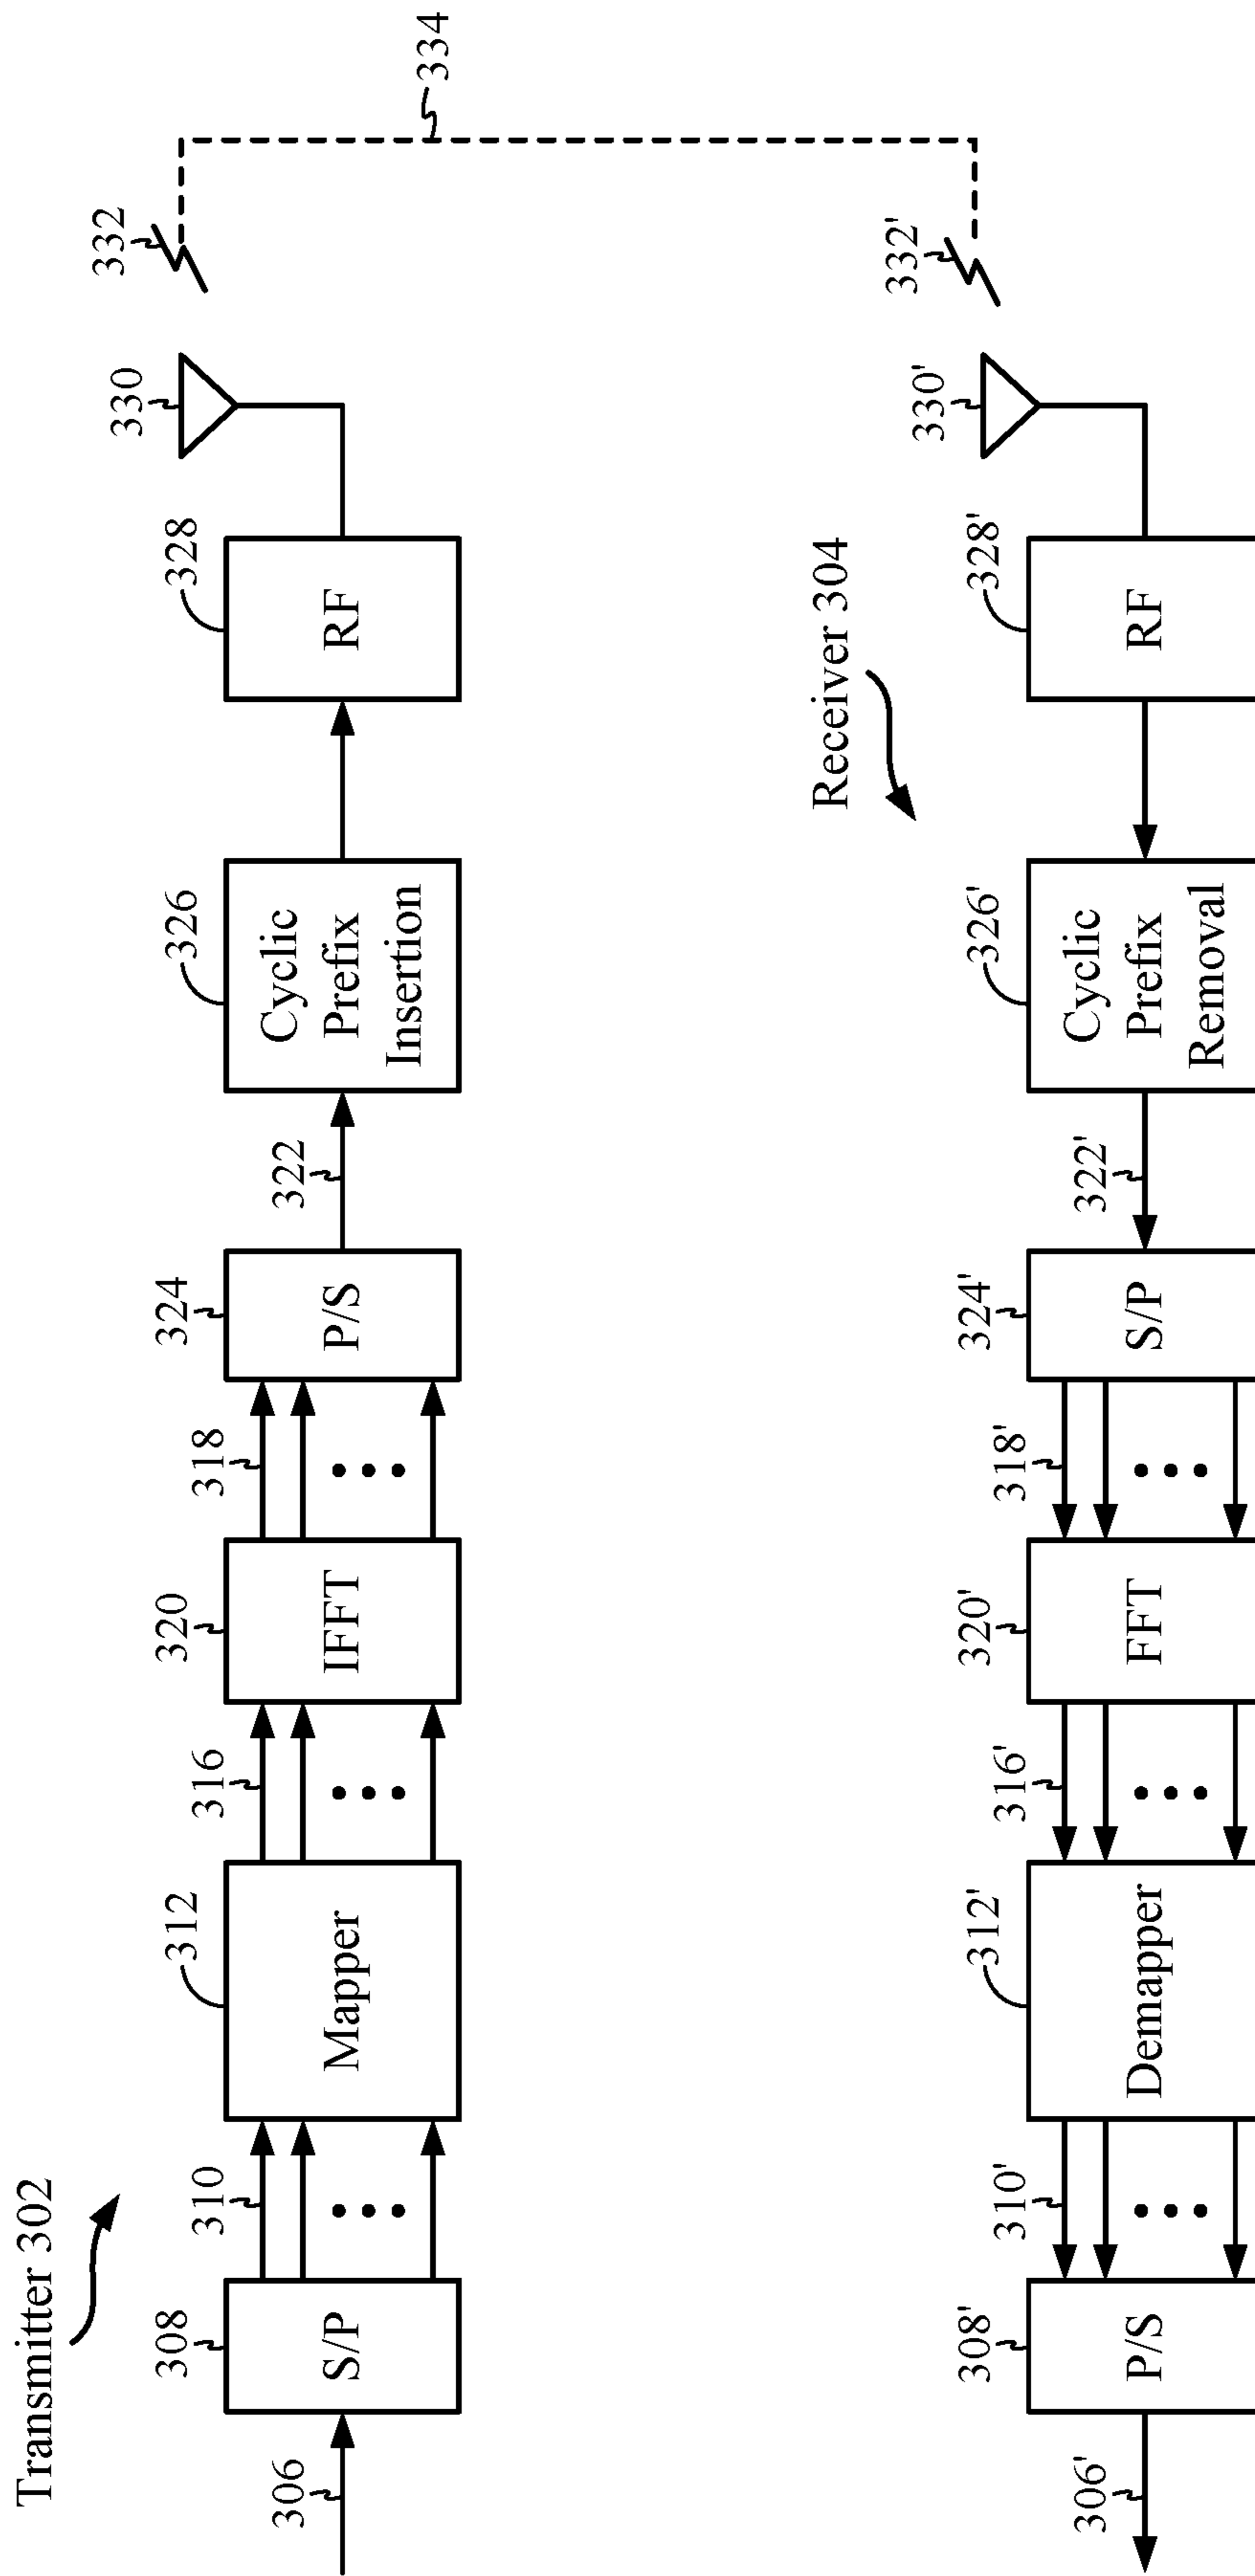 Transmitter 302
306
308
S/P
310
312
Mapper
316
320
IFFT
318
324
P/S
322
326
Cyclic
Prefix
Insertion
328
RF
330
332
334
Receiver 304
306'
308'
P/S
310'
312'
Demapper
316'
320'
FFT
318'
324'
S/P
322'
326'
Cyclic
Prefix
Removal
328'
RF
330'
332'